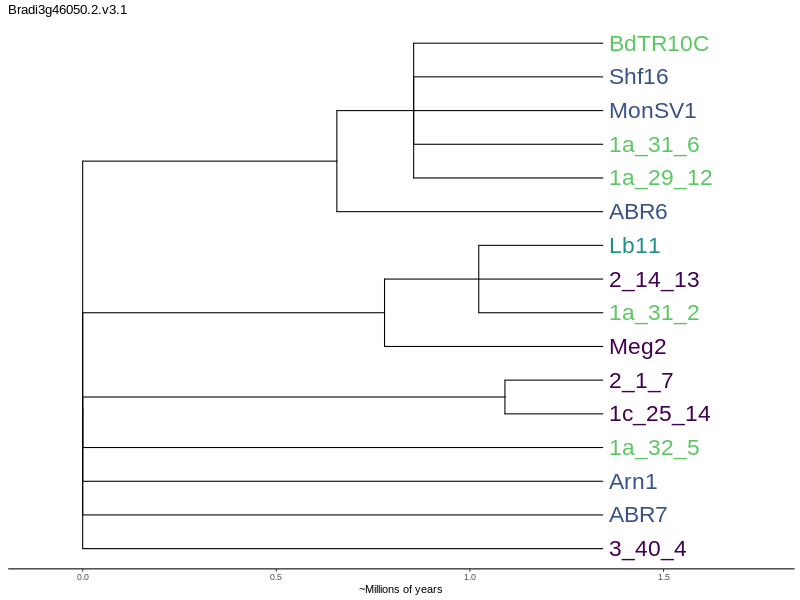 Bradi3g46050.2.v3.1
BdTR10C
Shf16
MonSV1
1a_31_6
1a_29_12
ABR6
Lb11
2_14_13
1a_31_2
Meg2
2_1_7
1c_25_14
1a_32_5
Arn1
ABR7
3_40_4
0.0 0.5 1.0 1.5
~Millions of years